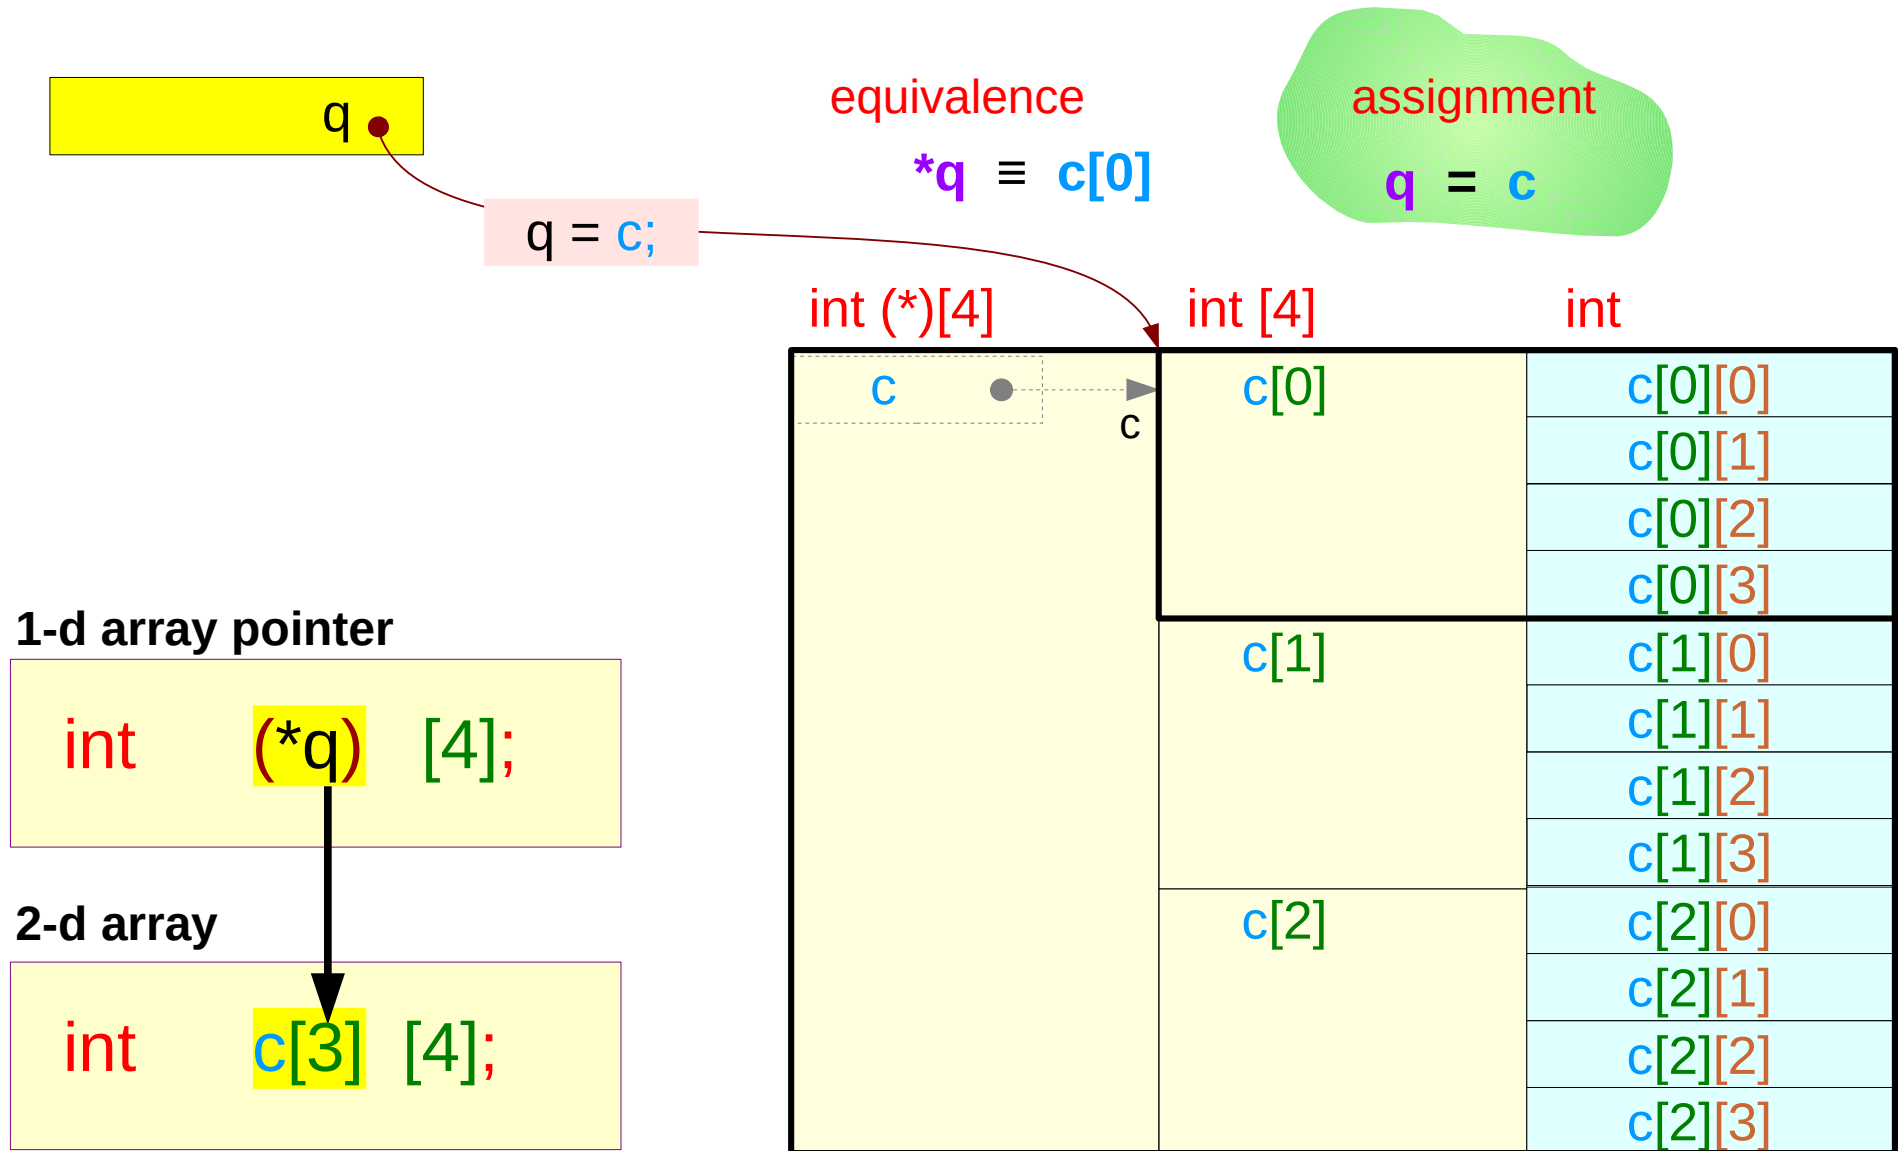 q
equivalence
*q ≡ c[0]
assignment
q = c
q = c;
int (*)[4]
int [4]
int
c
c
c[0]
c[0][0]
c[0][1]
c[0][2]
c[0][3]
c[1]
c[1][0]
c[1][1]
c[1][2]
c[1][3]
c[2]
c[2][0]
c[2][1]
c[2][2]
c[2][3]
1-d array pointer
int (*q) [4];
2-d array
int c[3] [4];